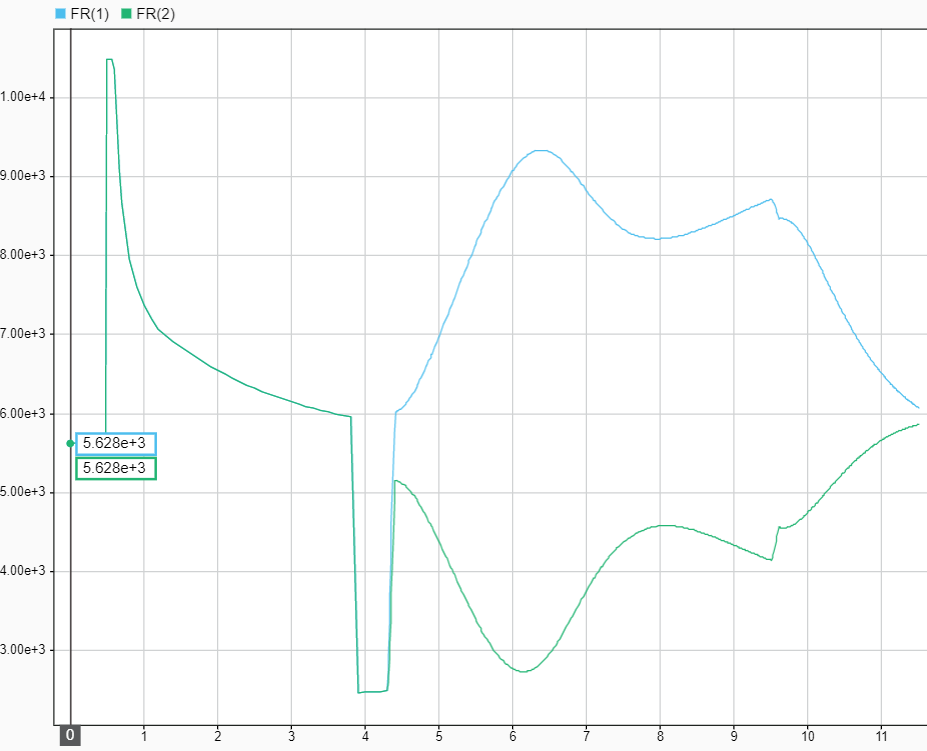 FR(1) FR(2)
1.00e+4
9.00e+3
8.00e+3
7.00e+3
6.00e+3
5.628e+3
5.628e+3
5.00e+3
4.00e+3
3.00e+3
0 1 2 3 4 5 6 7 8 9 10 11